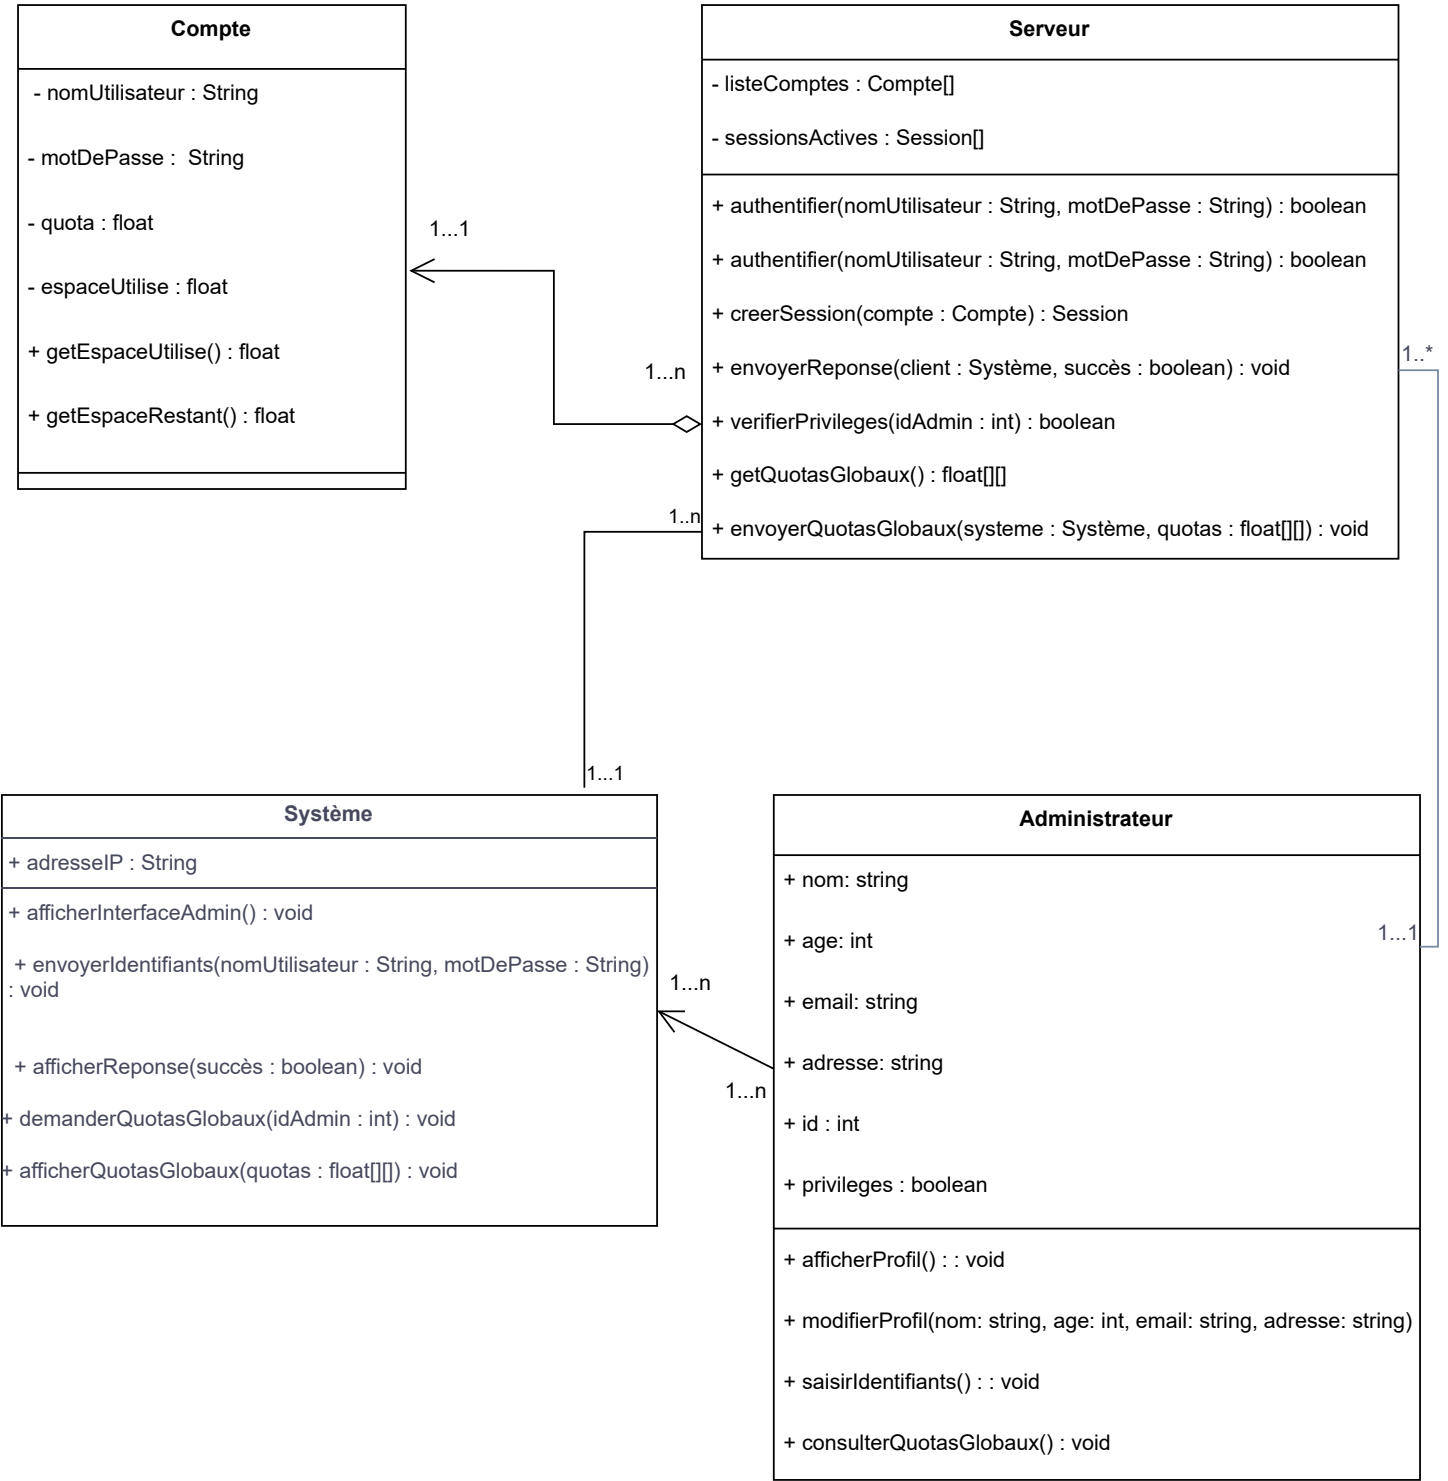 Compte
- nomUtilisateur : String
- motDePasse :  String
- quota : float
- espaceUtilise : float
+ getEspaceUtilise() : float
+ getEspaceRestant() : float
Serveur
- listeComptes : Compte[]
- sessionsActives : Session[]
+ authentifier(nomUtilisateur : String, motDePasse : String) : boolean
+ authentifier(nomUtilisateur : String, motDePasse : String) : boolean
+ creerSession(compte : Compte) : Session
+ envoyerReponse(client : Système, succès : boolean) : void
+ verifierPrivileges(idAdmin : int) : boolean
+ getQuotasGlobaux() : float[][]
+ envoyerQuotasGlobaux(systeme : Système, quotas : float[][]) : void
1...1
1...n
1..*
1..n
1...1
Système
+ adresseIP : String
+ afficherInterfaceAdmin() : void
+ envoyerIdentifiants(nomUtilisateur : String, motDePasse : String)
: void
+ afficherReponse(succès : boolean) : void
+ demanderQuotasGlobaux(idAdmin : int) : void
+ afficherQuotasGlobaux(quotas : float[][]) : void
1...n
1...n
Administrateur
+ nom: string
+ age: int
1...1
+ email: string
+ adresse: string
+ id : int
+ privileges : boolean
+ afficherProfil() : : void
+ modifierProfil(nom: string, age: int, email: string, adresse: string)
+ saisirIdentifiants() : : void
+ consulterQuotasGlobaux() : void